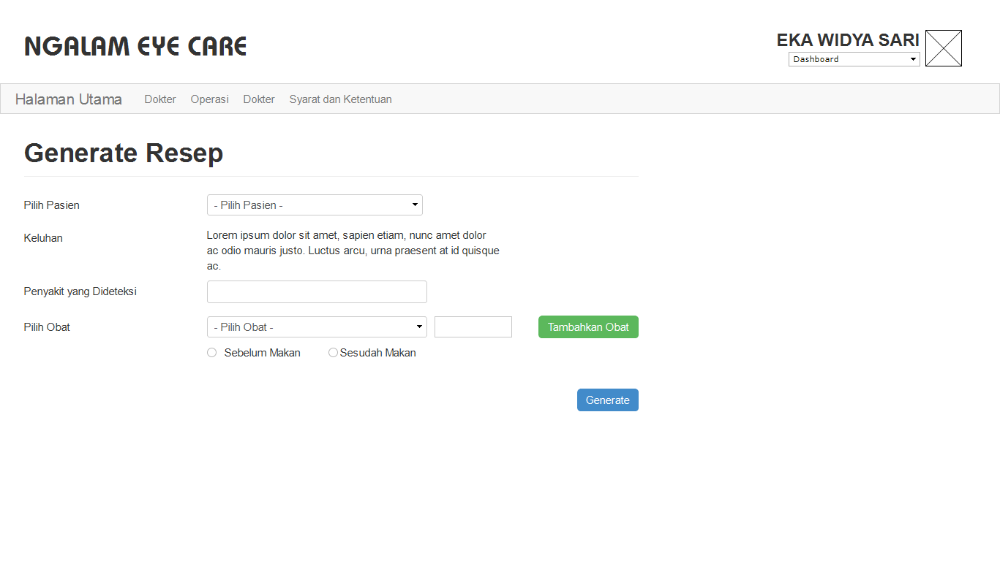 NGALAM EYE CARE
EKA WIDYA SARI
Dashboard
Halaman Utama Dokter Operasi Dokter Syarat dan Ketentuan
Generate Resep
Pilih Pasien - Pilih Pasien -
Keluhan Lorem ipsum dolor sit amet, sapien etiam, nunc amet dolor
ac odio mauris justo. Luctus arcu, urna praesent at id quisque
ac.
Penyakit yang Dideteksi
Pilih Obat - Pilih Obat - Tambahkan Obat
Sebelum Makan Sesudah Makan
Generate